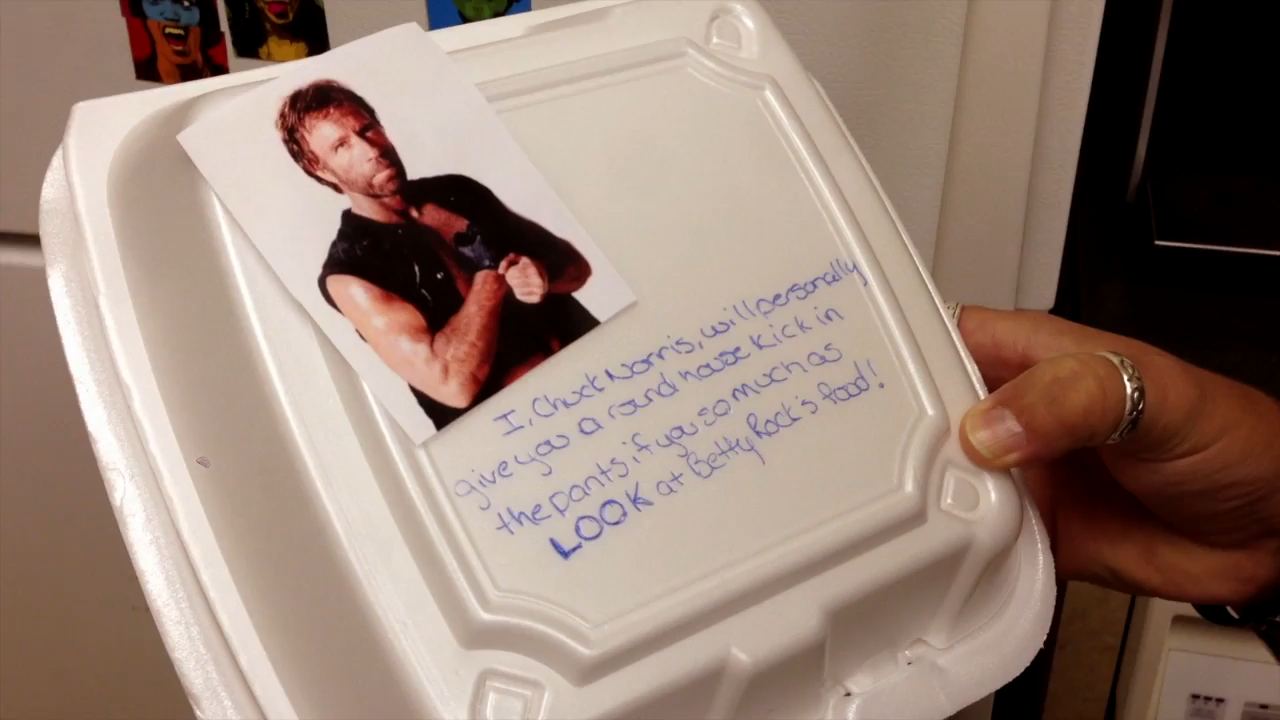 I, Chuck Norris, will personally
give you a round house kick in
the pants, if you so much as
LOOK at Betty Rock's food!